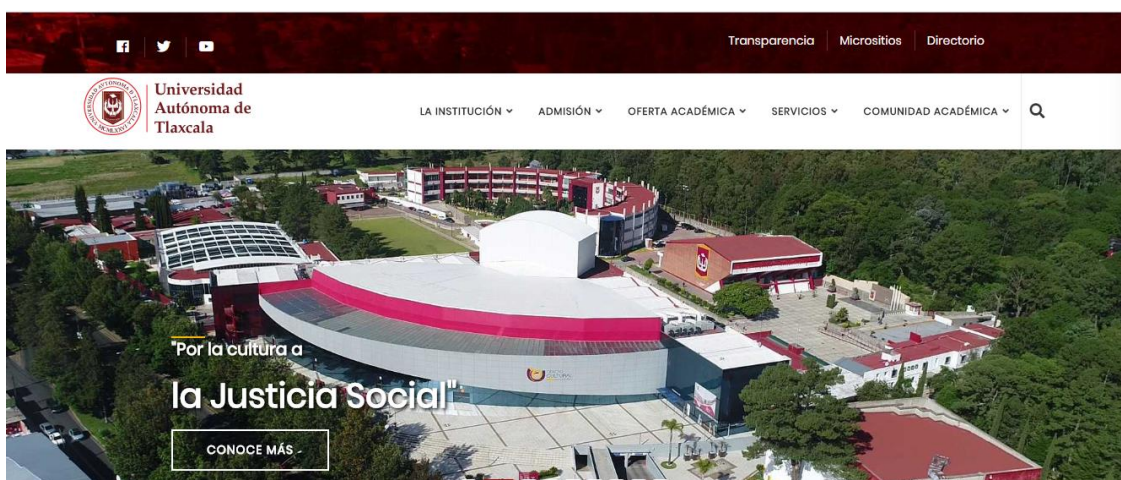 Transparencia Micrositios Directorio
Universidad
Autónoma de
Tlaxcala
LA INSTITUCIÓN ADMISIÓN OFERTA ACADÉMICA SERVICIOS COMUNIDAD ACADÉMICA
"Por la cultura a
la Justicia Social"
CONOCE MÁS